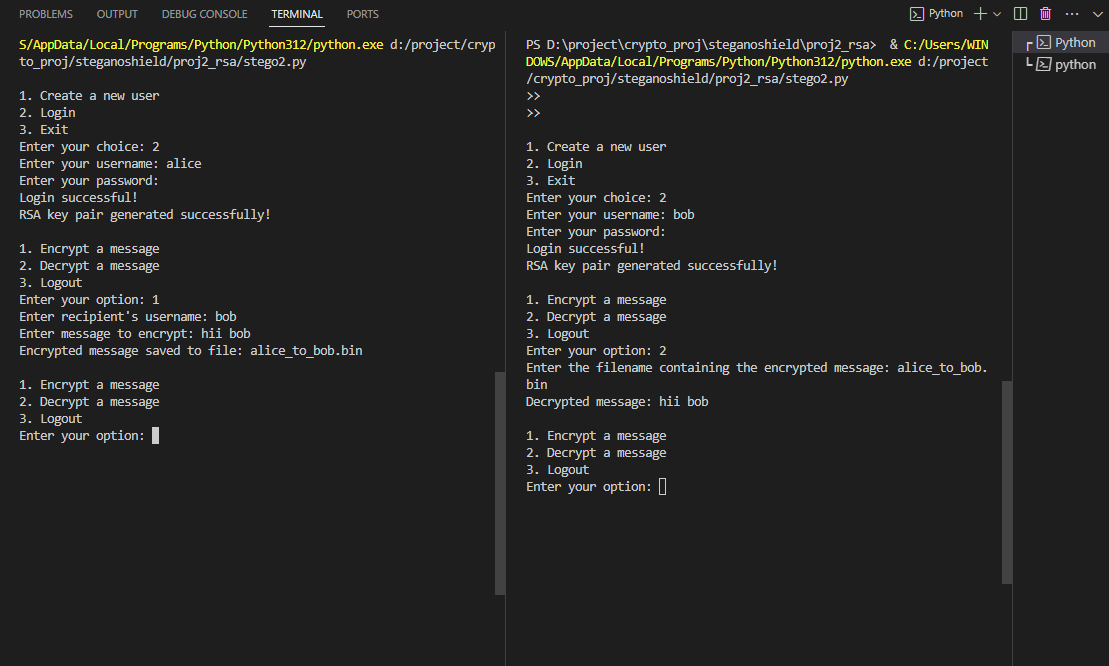 PROBLEMS OUTPUT DEBUG CONSOLE TERMINAL PORTS
Python
S/AppData/Local/Programs/Python/Python312/python.exe d:/project/cryp
to_proj/steganoshield/proj2_rsa/stego2.py
1. Create a new user
2. Login
3. Exit
Enter your choice: 2
Enter your username: alice
Enter your password:
Login successful!
RSA key pair generated successfully!
1. Encrypt a message
2. Decrypt a message
3. Logout
Enter your option: 1
Enter recipient's username: bob
Enter message to encrypt: hii bob
Encrypted message saved to file: alice_to_bob.bin
1. Encrypt a message
2. Decrypt a message
3. Logout
Enter your option:
PS D:\project\crypto_proj\steganoshield\proj2_rsa> & C:/Users/WIN
DOWS/AppData/Local/Programs/Python/Python312/python.exe d:/project
/crypto_proj/steganoshield/proj2_rsa/stego2.py
>>
>>
1. Create a new user
2. Login
3. Exit
Enter your choice: 2
Enter your username: bob
Enter your password:
Login successful!
RSA key pair generated successfully!
1. Encrypt a message
2. Decrypt a message
3. Logout
Enter your option: 2
Enter the filename containing the encrypted message: alice_to_bob.
bin
Decrypted message: hii bob
1. Encrypt a message
2. Decrypt a message
3. Logout
Enter your option:
Python
python